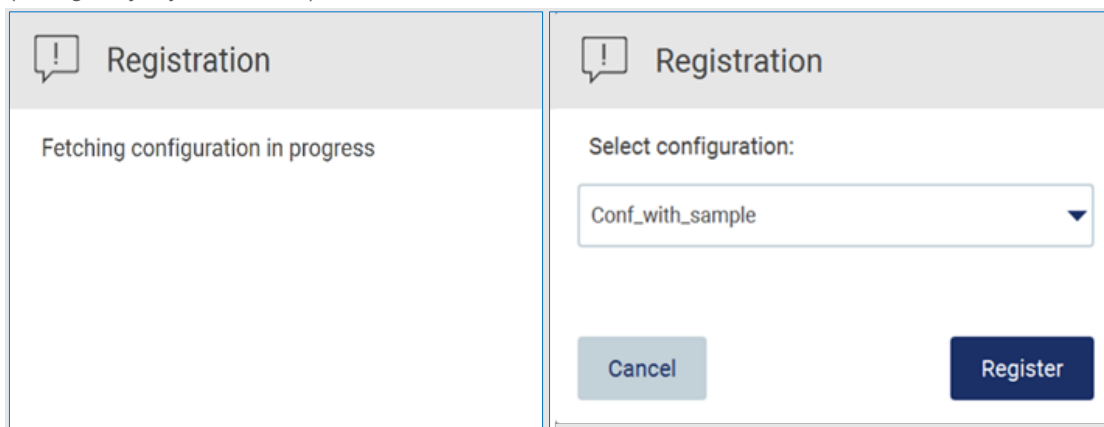 Registration
Fetching configuration in progress
Registration
Select configuration:
Conf_with_sample
Cancel
Register